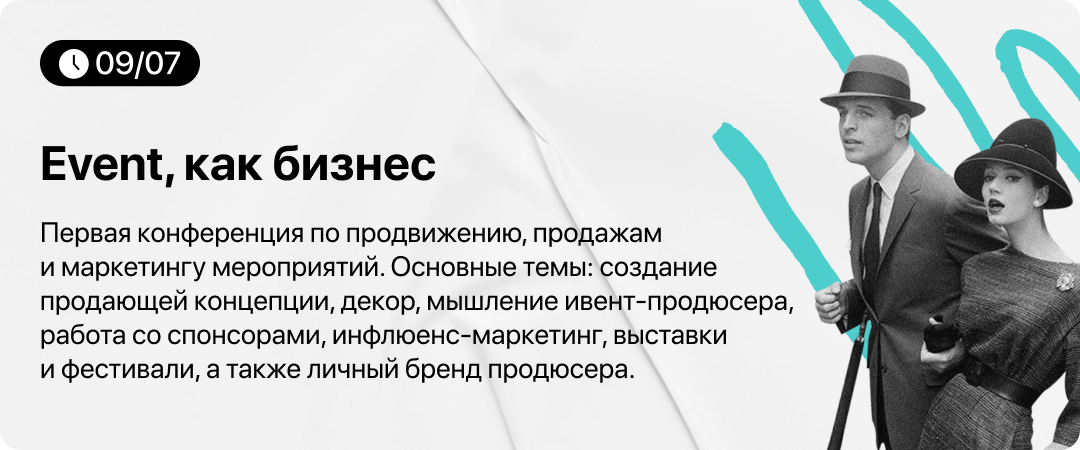 09/07
Event, как бизнес
Первая конференция по продвижению, продажам
и маркетингу мероприятий. Основные темы: создание
продающей концепции, декор, мышление ивент-продюсера,
работа со спонсорами, инфлюенс-маркетинг, выставки
и фестивали, а также личный бренд продюсера.